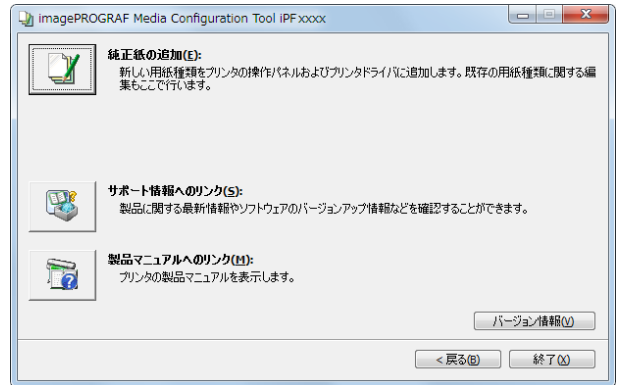 imagePROGRAF Media Configuration Tool iPFxxxx
純正紙の追加(E):
新しい用紙種類をプリンタの操作パネルおよびプリンタドライバに追加します。既存の用紙種類に関する編
集もここで行います。
サポート情報へのリンク(S):
製品に関する最新情報やソフトウェアのバージョンアップ情報などを確認することができます。
製品マニュアルへのリンク(M):
プリンタの製品マニュアルを表示します。
バージョン情報(V)
< 戻る(B)
終了(X)